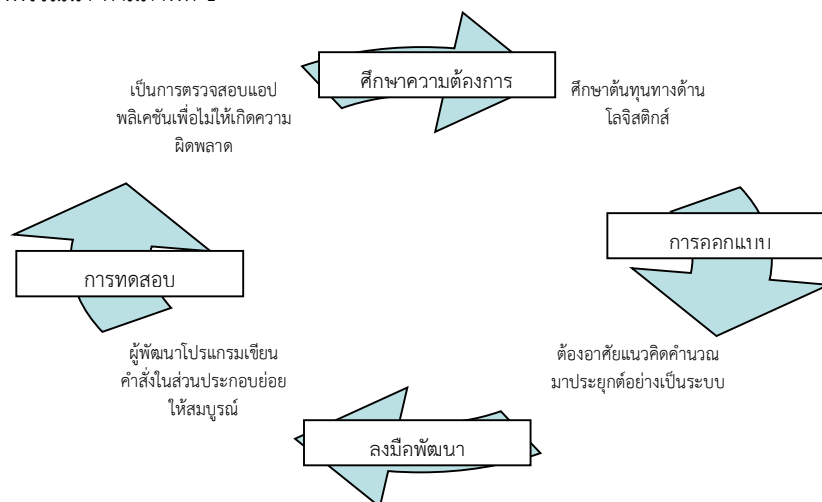 ศึกษาความต้องการ
เป็นการตรวจสอบแอป
พลิเคชันเพื่อไม่ให้เกิดความ
ผิดพลาด
ศึกษาต้นทุนทางด้าน
โลจิสติกส์
การออกแบบ
การทดสอบ
ผู้พัฒนาโปรแกรมเขียน
คำสั่งในส่วนประกอบย่อย
ให้สมบูรณ์
ต้องอาศัยแนวคิดคำนวณ
มาประยุกต์อย่างเป็นระบบ
ลงมือพัฒนา